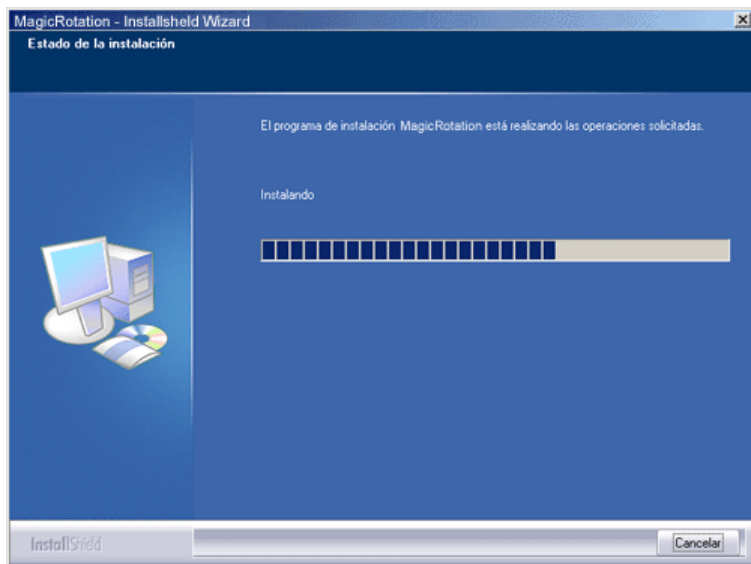 MagicRotation - Installsheld Wizard
Estado de la instalación
El programa de instalación MagicRotation está realizando las operaciones solicitadas.
Instalando
InstallShield
Cancelar